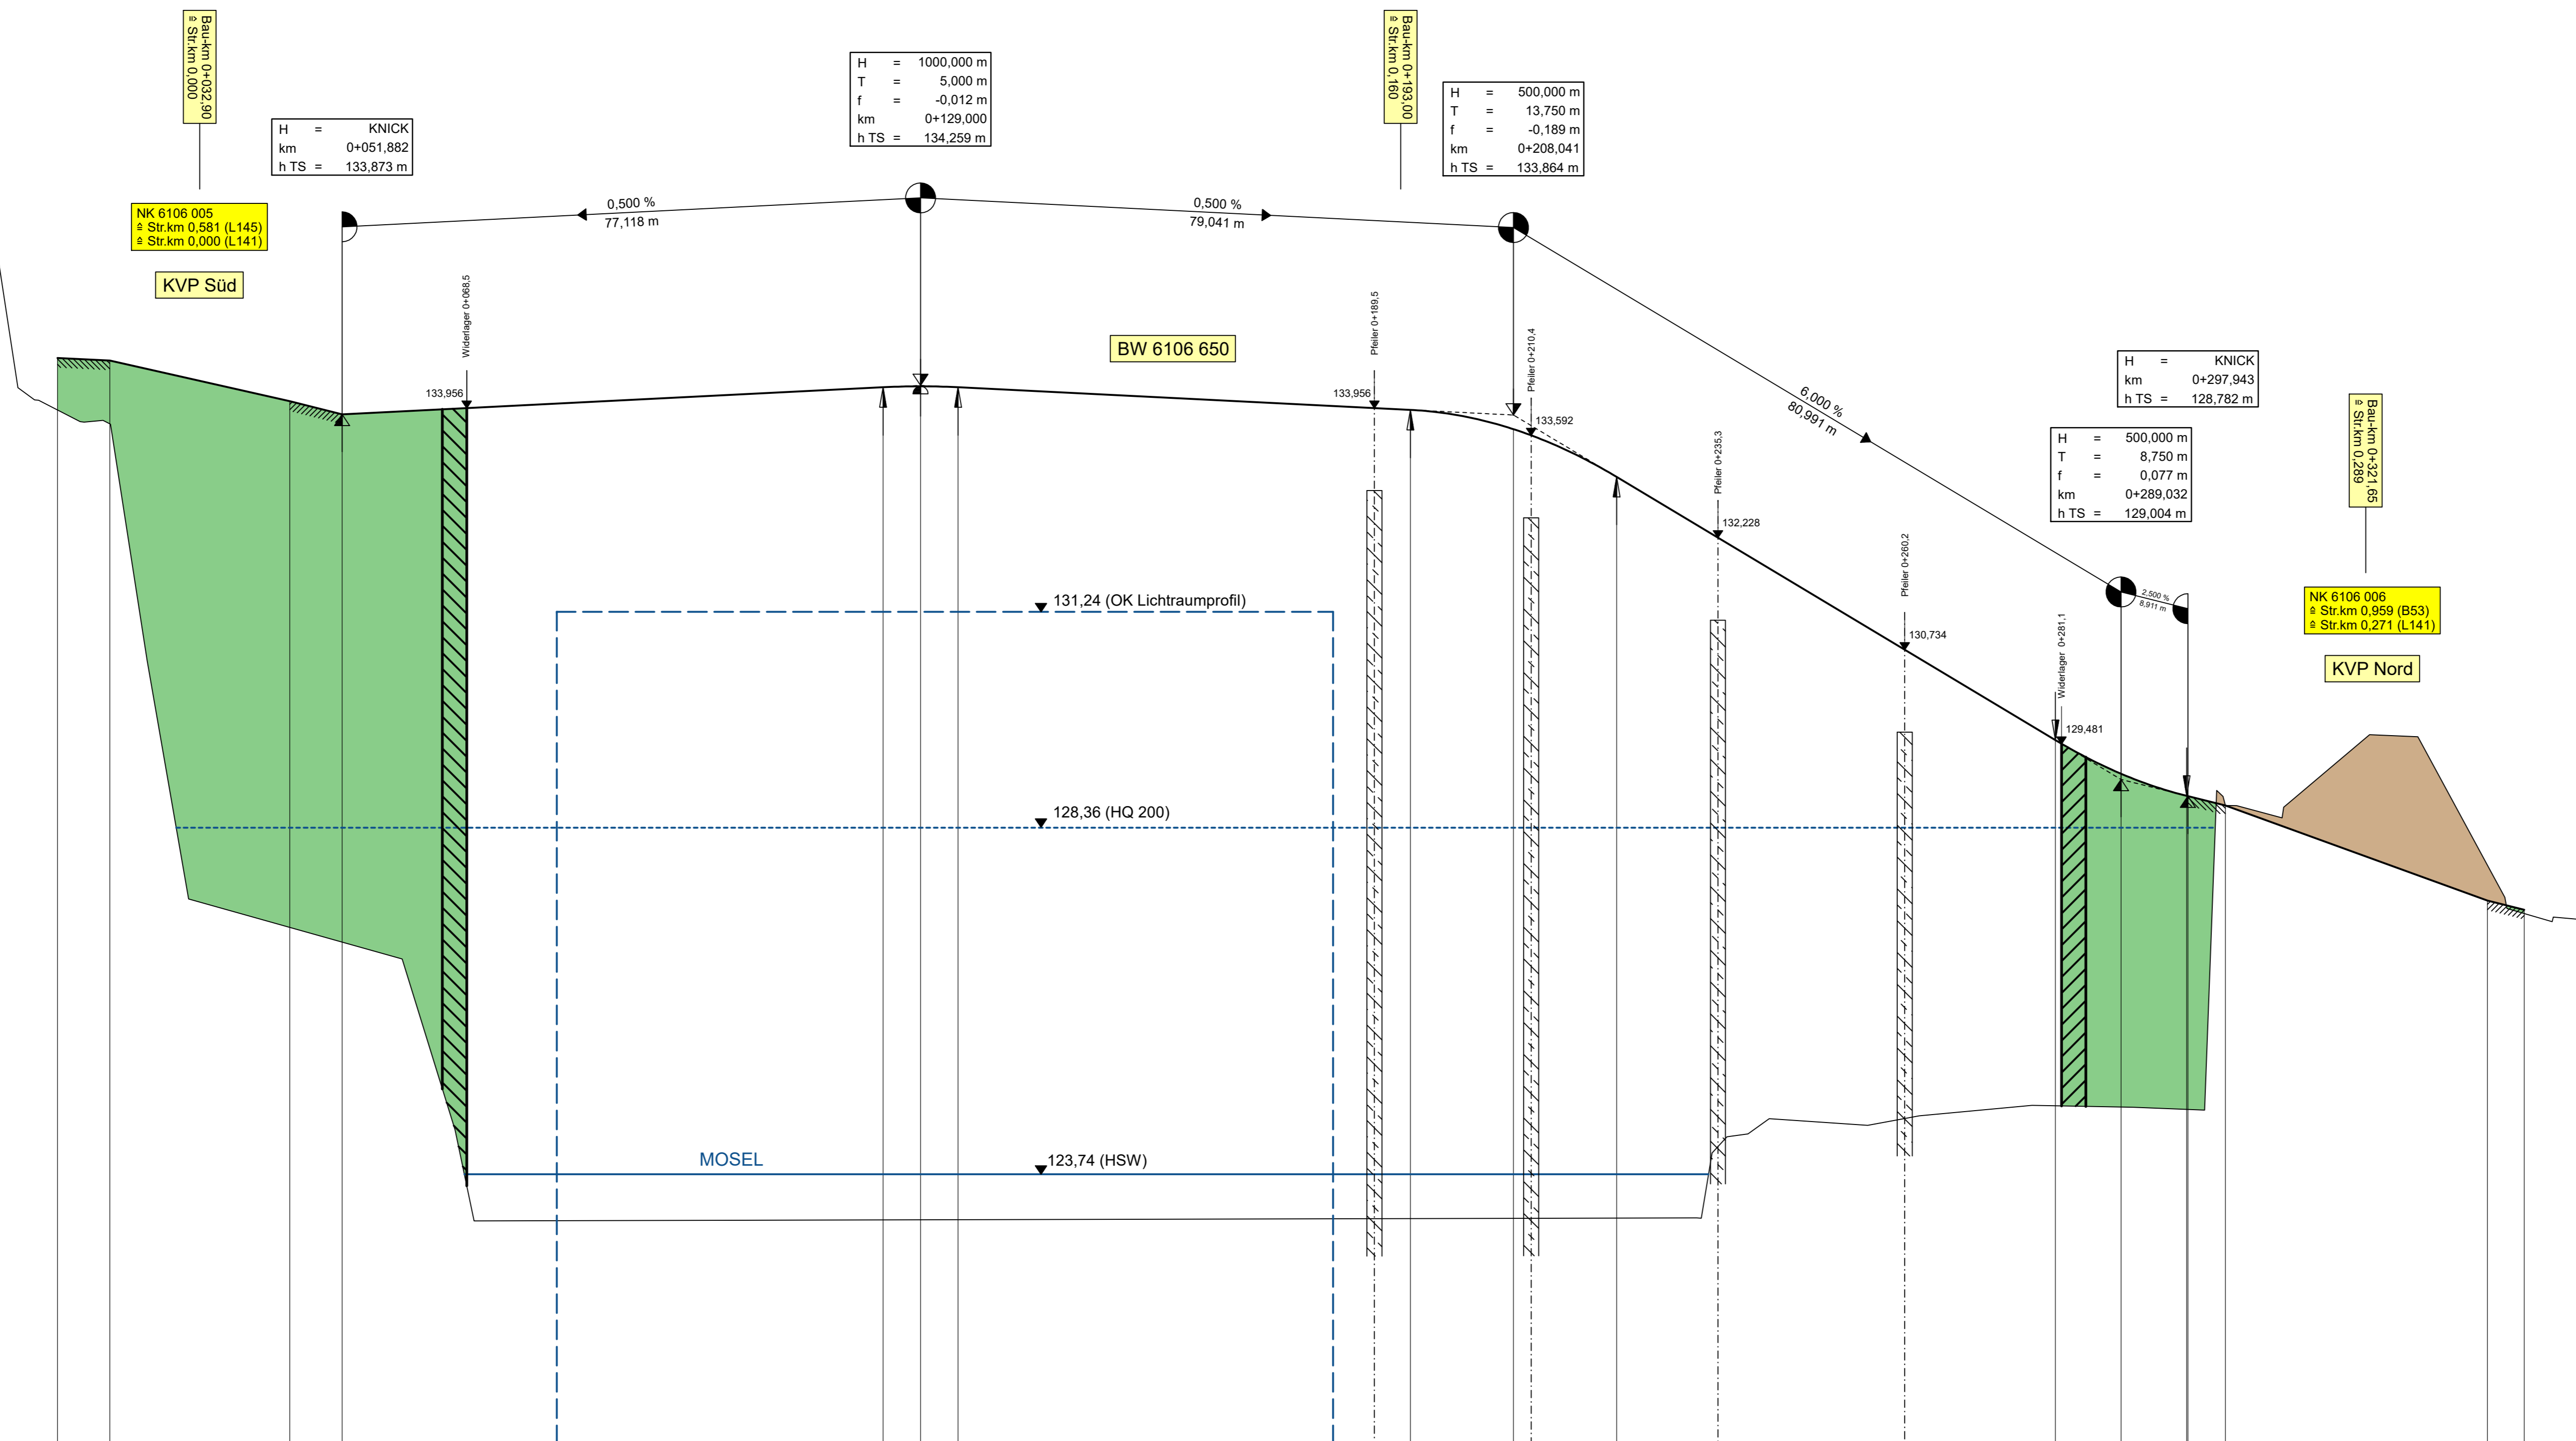 Bau-km 0+032,90
≙ Str.km 0,000
NK 6106 005
≙ Str.km 0,581 (L145)
≙ Str.km 0,000 (L141)
KVP Süd
H = KNICK
km 0+051,882
h TS = 133,873 m
H = 1000,000 m
T = 5,000 m
f = -0,012 m
km 0+129,000
h TS = 134,259 m
Bau-km 0+193,00
≙ Str.km 0,160
H = 500,000 m
T = 13,750 m
f = -0,189 m
km 0+208,041
h TS = 133,864 m
0,500 %
77,118 m
0,500 %
79,041 m
6,000 %
80,991 m
2,500 %
8,911 m
H = KNICK
km 0+297,943
h TS = 128,782 m
H = 500,000 m
T = 8,750 m
f = 0,077 m
km 0+289,032
h TS = 129,004 m
Bau-km 0+321,65
≙ Str.km 0,289
NK 6106 006
≙ Str.km 0,959 (B53)
≙ Str.km 0,271 (L141)
KVP Nord
BW 6106 650
Widerlager 0+068,5
133,956
Pfeiler 0+189,5
133,956
Pfeiler 0+210,4
133,592
Pfeiler 0+235,3
132,228
Pfeiler 0+260,2
130,734
Widerlager 0+281,1
129,481
131,24 (OK Lichtraumprofil)
128,36 (HQ 200)
MOSEL
123,74 (HSW)